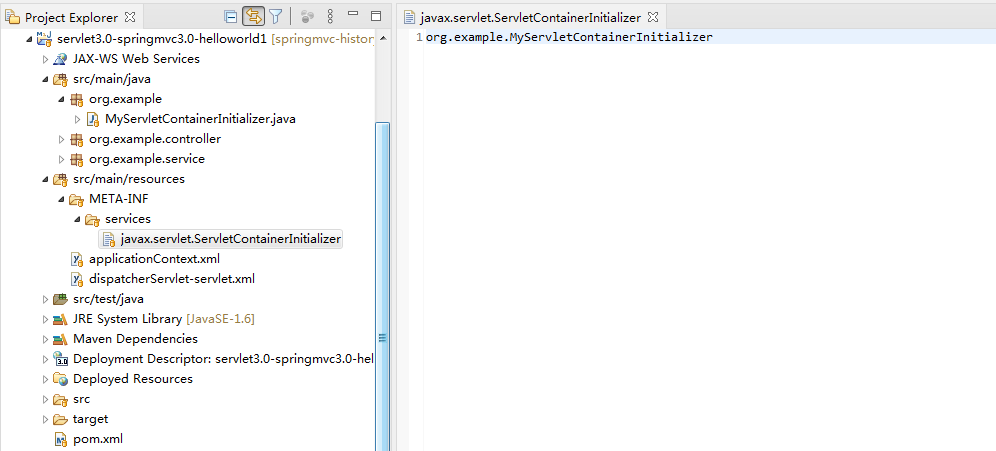 Project Explorer
servlet3.0-springmvc3.0-helloworld1 [springmvc-history
JAX-WS Web Services
src/main/java
org.example
MyServletContainerInitializer.java
org.example.controller
org.example.service
src/main/resources
META-INF
services
javax.servlet.ServletContainerInitializer
applicationContext.xml
dispatcherServlet-servlet.xml
src/test/java
JRE System Library [JavaSE-1.6]
Maven Dependencies
3.0 Deployment Descriptor: servlet3.0-springmvc3.0-hel
Deployed Resources
src
target
pom.xml
javax.servlet.ServletContainerInitializer
1 org.example.MyServletContainerInitializer